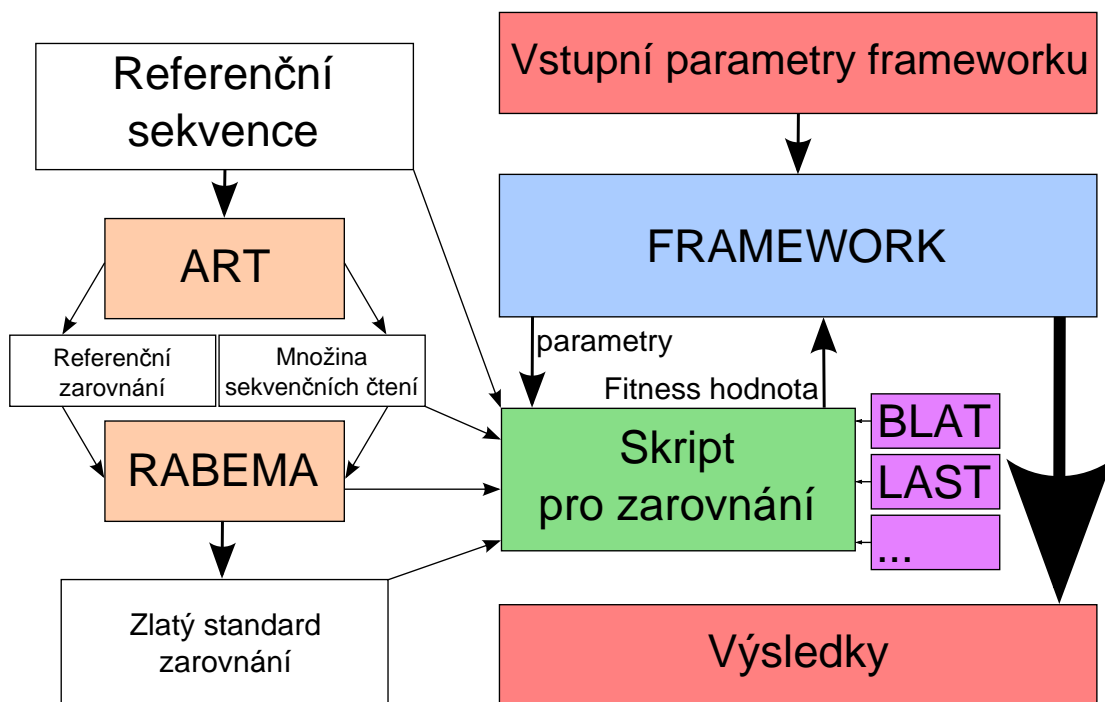 Referenční
sekvence
Vstupní parametry frameworku
ART
FRAMEWORK
Referenční
zarovnání
Množina
sekvenčních čtení
parametry
Fitness hodnota
RABEMA
Skript
pro zarovnání
BLAT
LAST
...
Zlatý standard
zarovnání
Výsledky